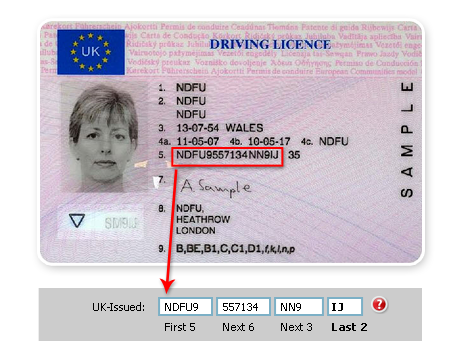 UK
DRIVING LICENCE
1. NDFU
2. NDFU
NDFU
3. 13-07-54 WALES
4a. 11-05-07 4b. 10-05-17 4c. NDFU
5. NDFU9557134NN9IJ 35
7. A. Sample
8. NDFU,
HEATHROW
LONDON
9. B,BE,B1,C,C1,D1,f,k,l,n,p
SAMPLE
UK-Issued: NDFU9 557134 NN9 IJ ?
First 5 Next 6 Next 3 Last 2